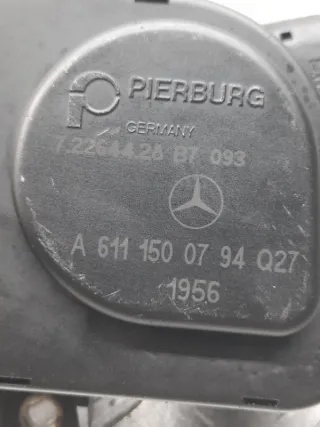 PIERBURG
GERMANY
7.22644.28 B7 093
A 611 150 07 94 Q27
1956